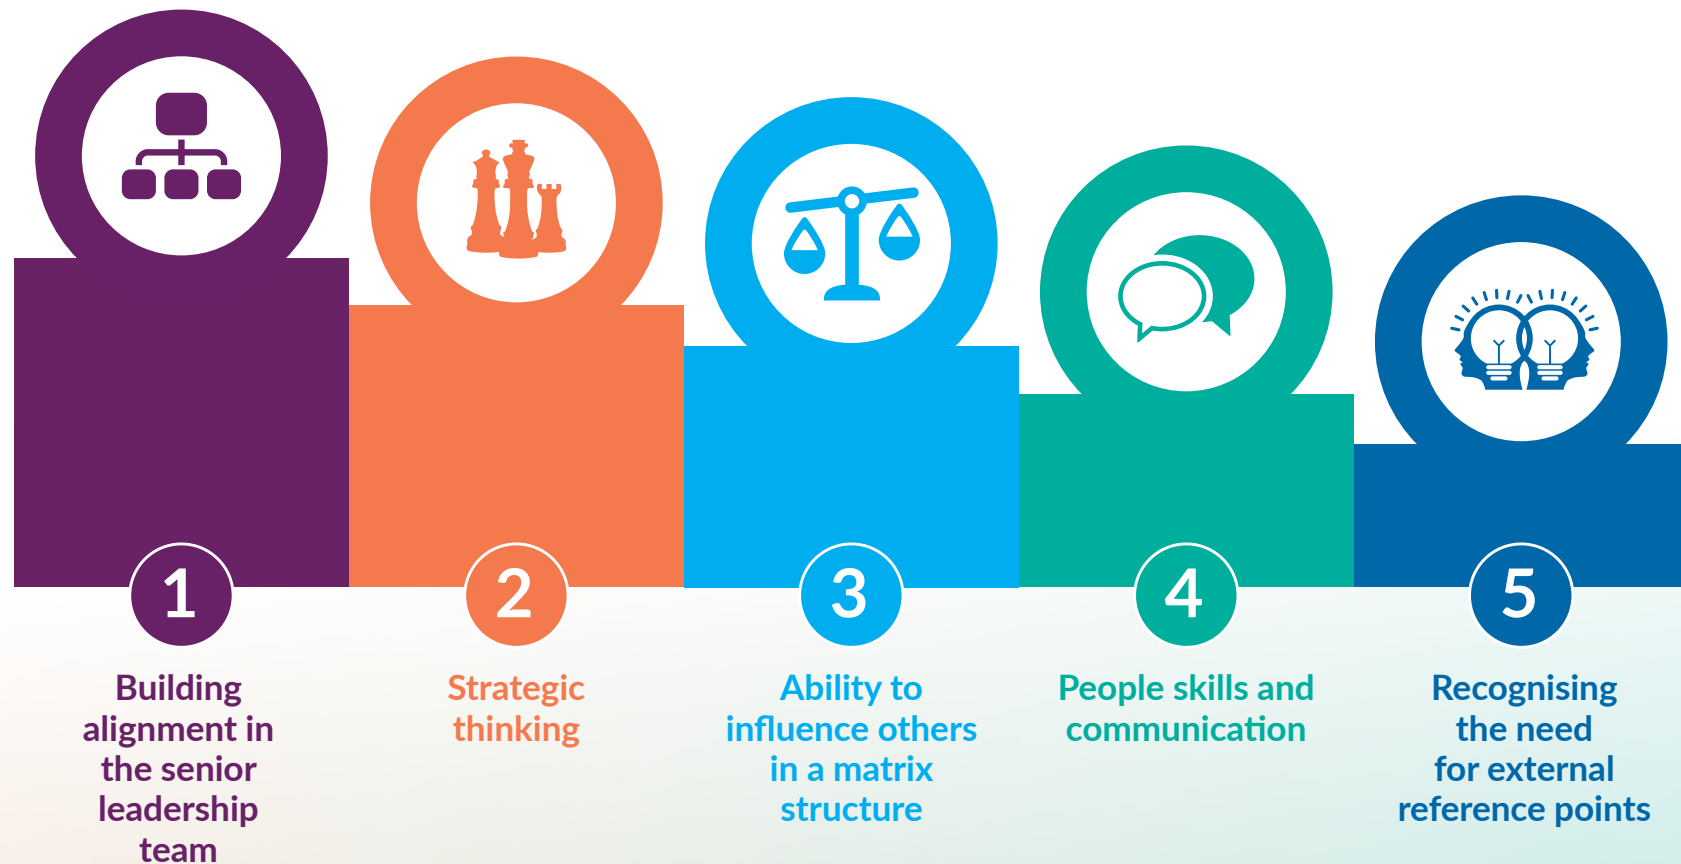 1
Building
alignment in
the senior
leadership
team
2
Strategic
thinking
3
Ability to
influence others
in a matrix
structure
4
People skills and
communication
5
Recognising
the need
for external
reference points